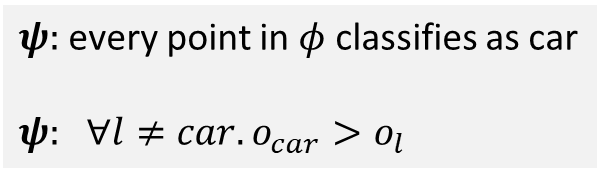 ψ: every point in ϕ classifies as car
ψ: ∀l ≠ car. o_car > o_l